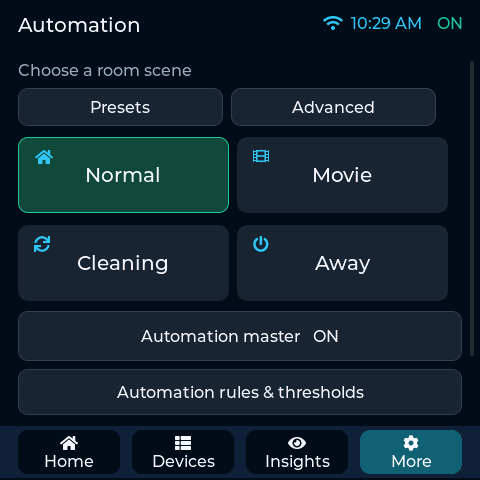 Automation
10:29 AM ON
Choose a room scene
Presets Advanced
Normal Movie
Cleaning Away
Automation master ON
Automation rules & thresholds
Home Devices Insights More